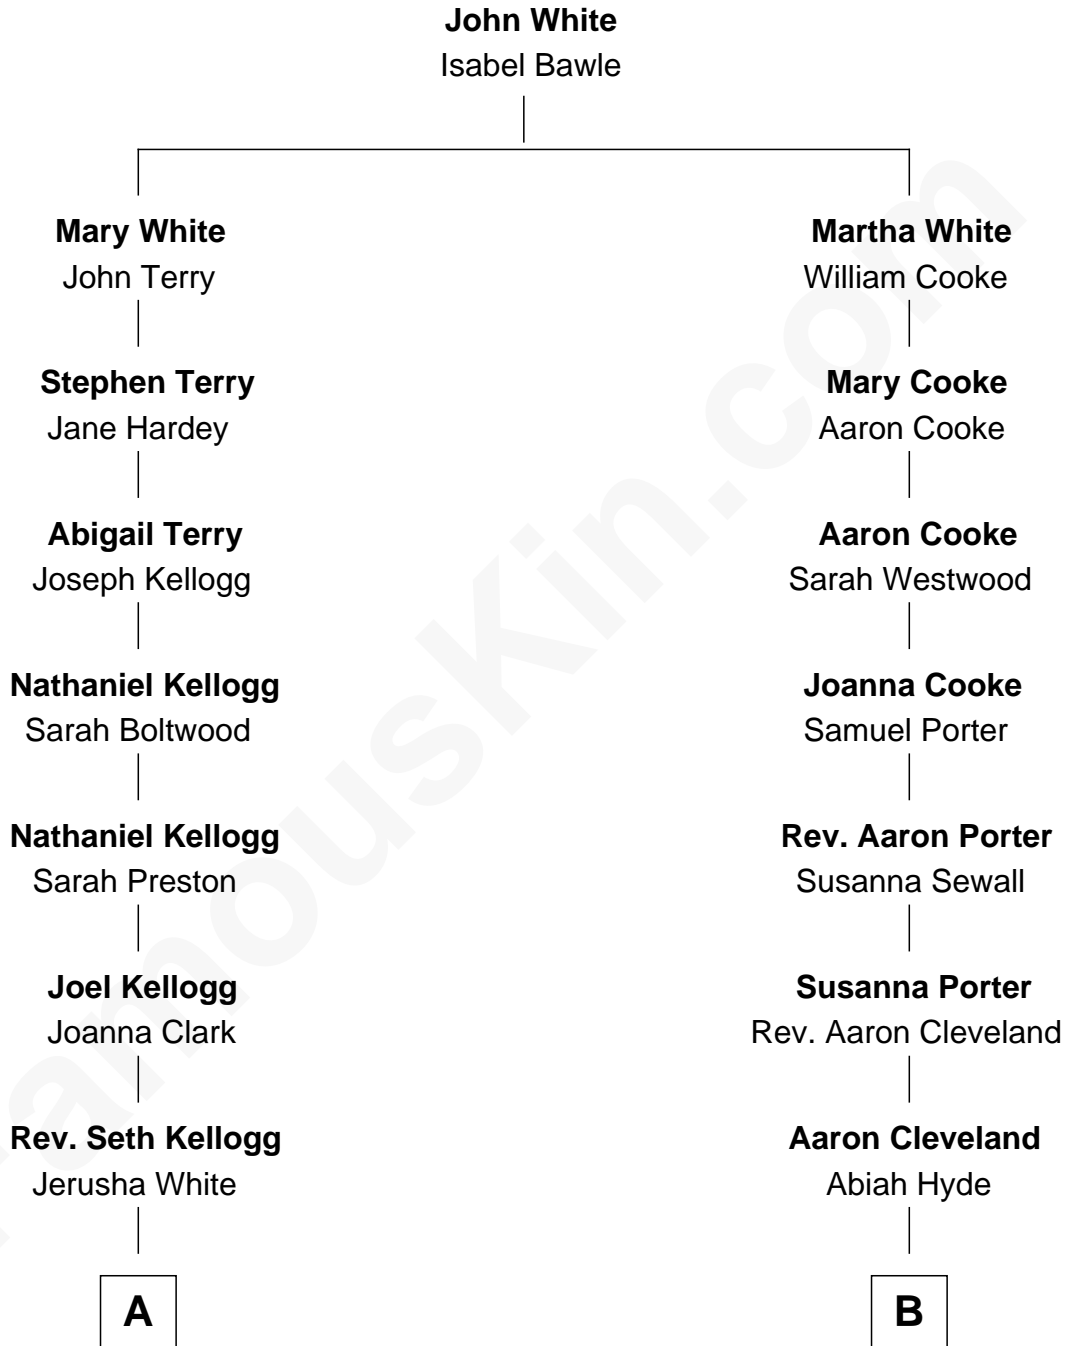 John White
Isabel Bawle
Mary White
John Terry
Stephen Terry
Jane Hardey
Abigail Terry
Joseph Kellogg
Nathaniel Kellogg
Sarah Boltwood
Nathaniel Kellogg
Sarah Preston
Joel Kellogg
Joanna Clark
Rev. Seth Kellogg
Jerusha White
A
Martha White
William Cooke
Mary Cooke
Aaron Cooke
Aaron Cooke
Sarah Westwood
Joanna Cooke
Samuel Porter
Rev. Aaron Porter
Susanna Sewall
Susanna Porter
Rev. Aaron Cleveland
Aaron Cleveland
Abiah Hyde
B
FamousKin.com